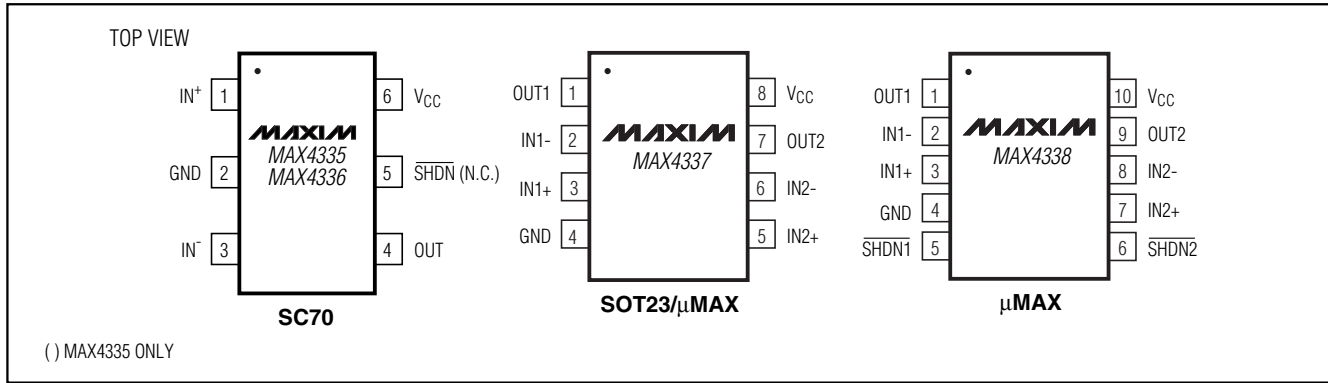 TOP VIEW
IN+ 1
GND 2
IN- 3
MAXIM
MAX4335
MAX4336
6 VCC
5 SHDN (N.C.)
4 OUT
SC70
OUT1 1
IN1- 2
IN1+ 3
GND 4
MAXIM
MAX4337
8 VCC
7 OUT2
6 IN2-
5 IN2+
SOT23/μMAX
OUT1 1
IN1- 2
IN1+ 3
GND 4
SHDN1 5
MAXIM
MAX4338
10 VCC
9 OUT2
8 IN2-
7 IN2+
6 SHDN2
μMAX
( ) MAX4335 ONLY